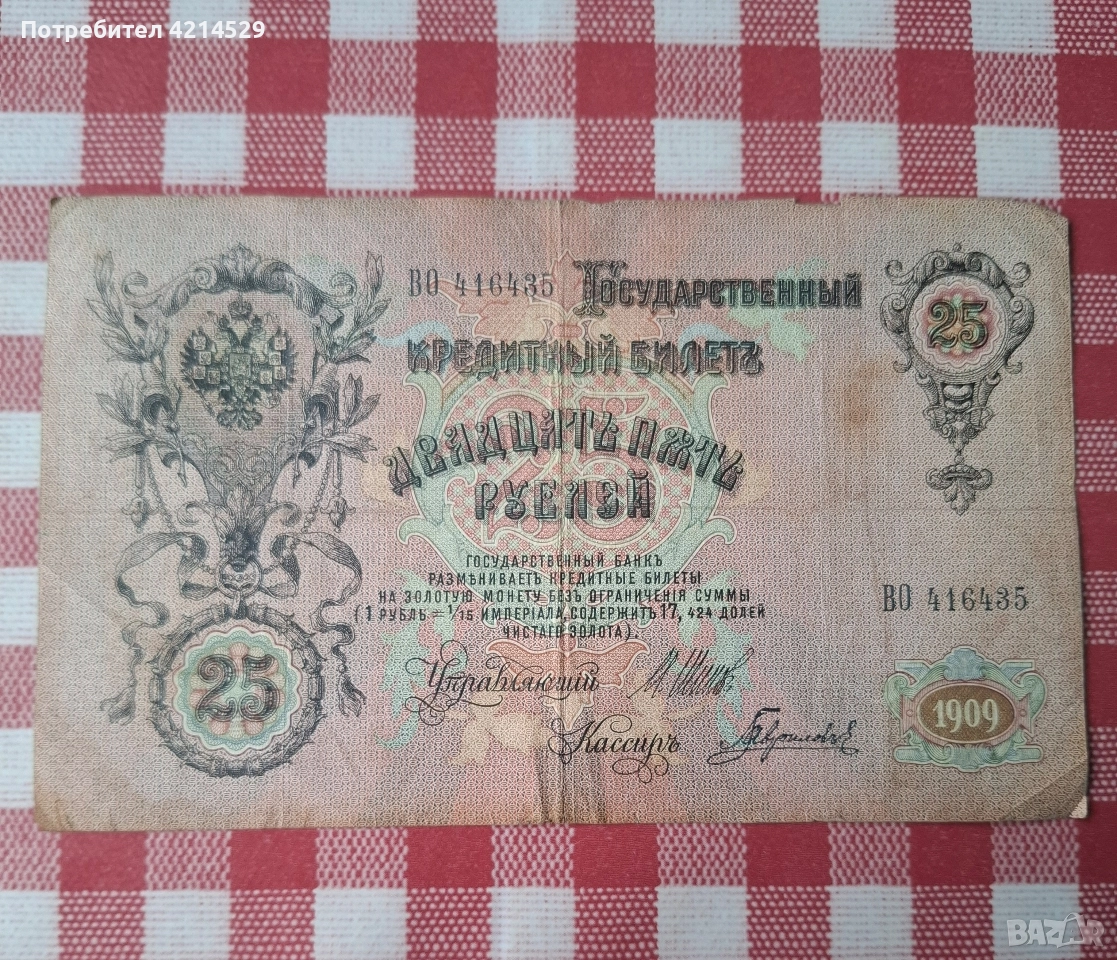 Потребител 4214529
ВО 416435 Государственный
25
Кредитный Билетъ
25
Двадцать пять
рублей
ГОСУДАРСТВЕННЫЙ БАНКЪ
РАЗМѢНИВАЕТЪ КРЕДИТНЫЕ БИЛЕТЫ
НА ЗОЛОТУЮ МОНЕТУ БЕЗЪ ОГРАНИЧЕНІЯ СУММЫ
(1 РУБЛЬ = 1/15 ИМПЕРІАЛА, СОДЕРЖИТЪ 17,424 ДОЛЕЙ
ЧИСТАГО ЗОЛОТА).
ВО 416435
25
Управляющій
1909
Кассиръ
BAZAR